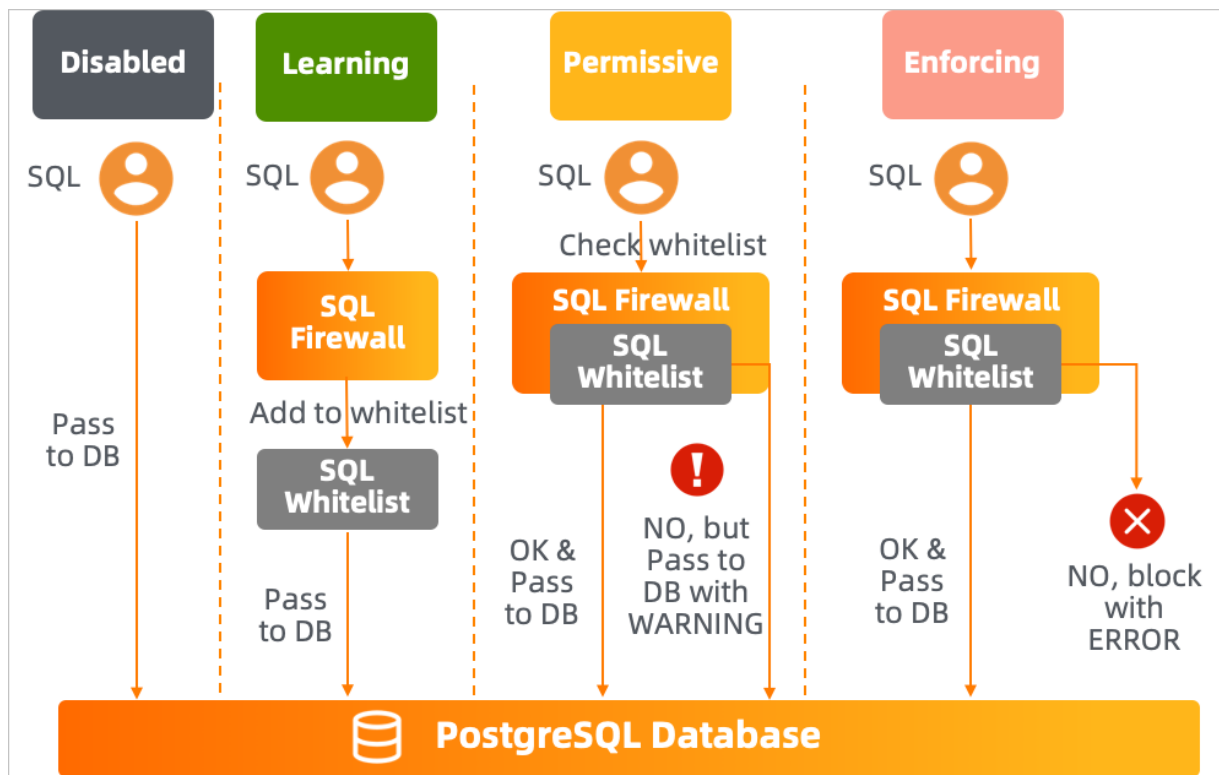 Disabled
Learning
Permissive
Enforcing
SQL
SQL
SQL
SQL
Pass
to DB
SQL
Firewall
Add to whitelist
SQL
Whitelist
Pass
to DB
Check whitelist
SQL Firewall
SQL
Whitelist
OK &
Pass
to DB
NO, but
Pass to
DB with
WARNING
SQL Firewall
SQL
Whitelist
OK &
Pass
to DB
NO, block
with
ERROR
PostgreSQL Database